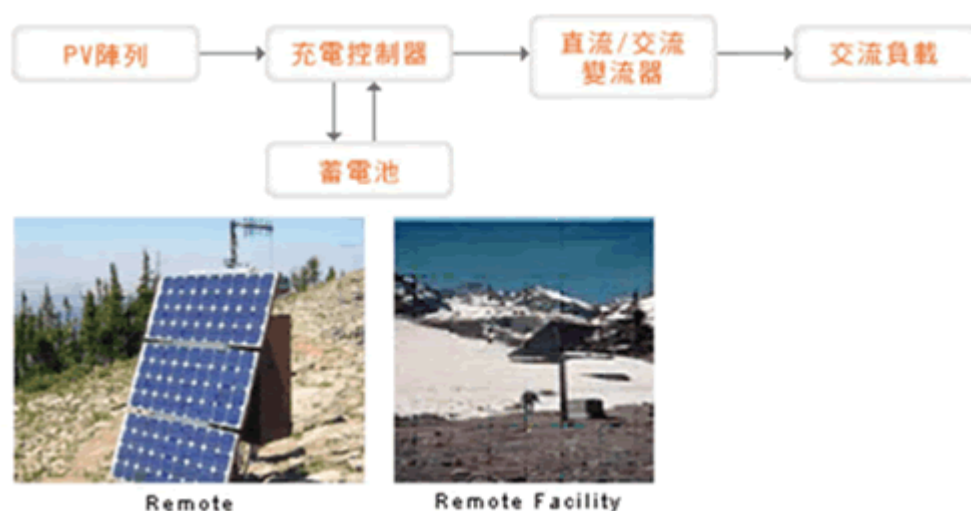 PV陣列
充電控制器
直流/交流
變流器
交流負載
蓄電池
Remote
Remote Facility